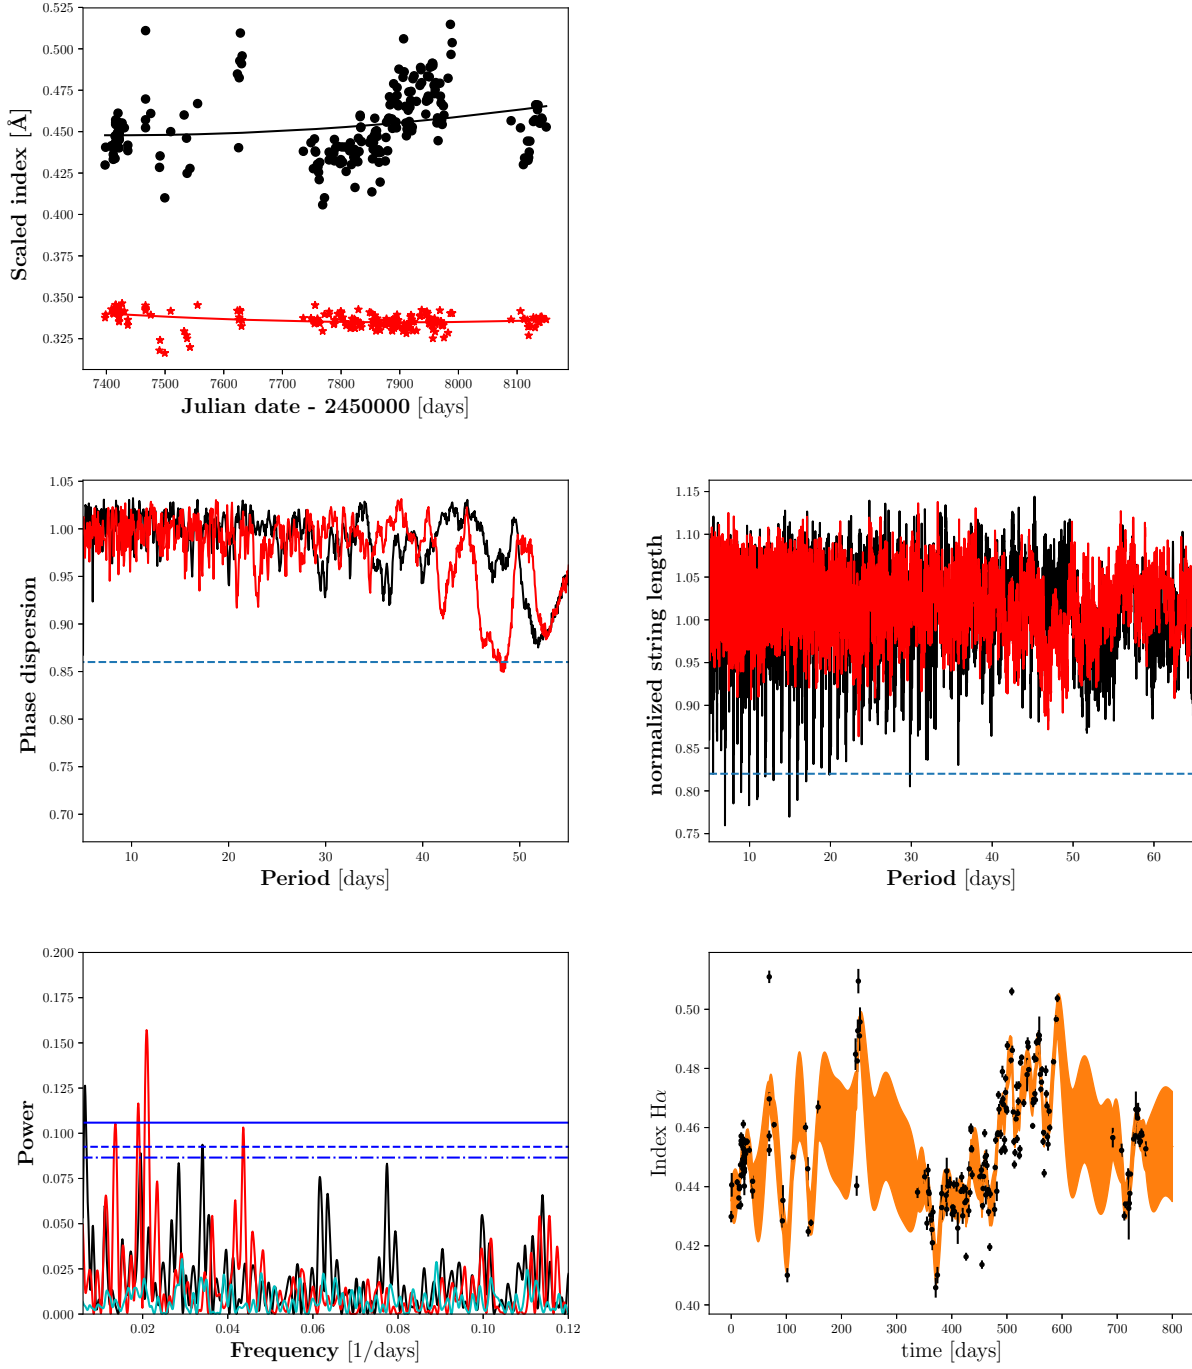 0.525
0.500
0.475
0.450
0.425
0.400
0.375
0.350
0.325
Scaled index [Å]
7400 7500 7600 7700 7800 7900 8000 8100
Julian date - 2450000 [days]
1.05
1.00
0.95
0.90
0.85
0.80
0.75
0.70
Phase dispersion
10 20 30 40 50
Period [days]
1.15
1.10
1.05
1.00
0.95
0.90
0.85
0.80
0.75
normalized string length
10 20 30 40 50 60
Period [days]
0.200
0.175
0.150
0.125
0.100
0.075
0.050
0.025
0.000
Power
0.02 0.04 0.06 0.08 0.10 0.12
Frequency [1/days]
0.50
0.48
0.46
0.44
0.42
0.40
Index Hα
0 100 200 300 400 500 600 700 800
time [days]